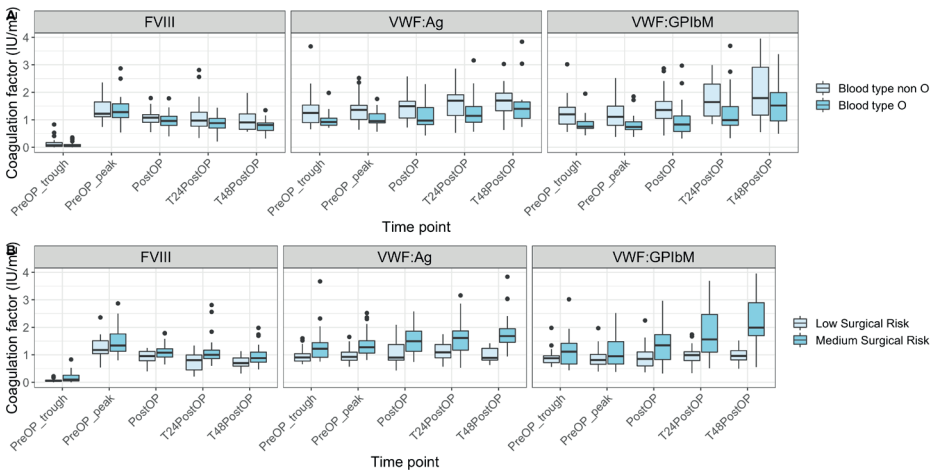 A
FVIII VWF:Ag VWF:GPIbM
Coagulation factor (IU/mL)
4
3
2
1
0
PreOP_trough PreOP_peak PostOP T24PostOP T48PostOP PreOP_trough PreOP_peak PostOP T24PostOP T48PostOP PreOP_trough PreOP_peak PostOP T24PostOP T48PostOP
Time point
Blood type non O
Blood type O
B
FVIII VWF:Ag VWF:GPIbM
Coagulation factor (IU/mL)
4
3
2
1
0
PreOP_trough PreOP_peak PostOP T24PostOP T48PostOP PreOP_trough PreOP_peak PostOP T24PostOP T48PostOP PreOP_trough PreOP_peak PostOP T24PostOP T48PostOP
Time point
Low Surgical Risk
Medium Surgical Risk